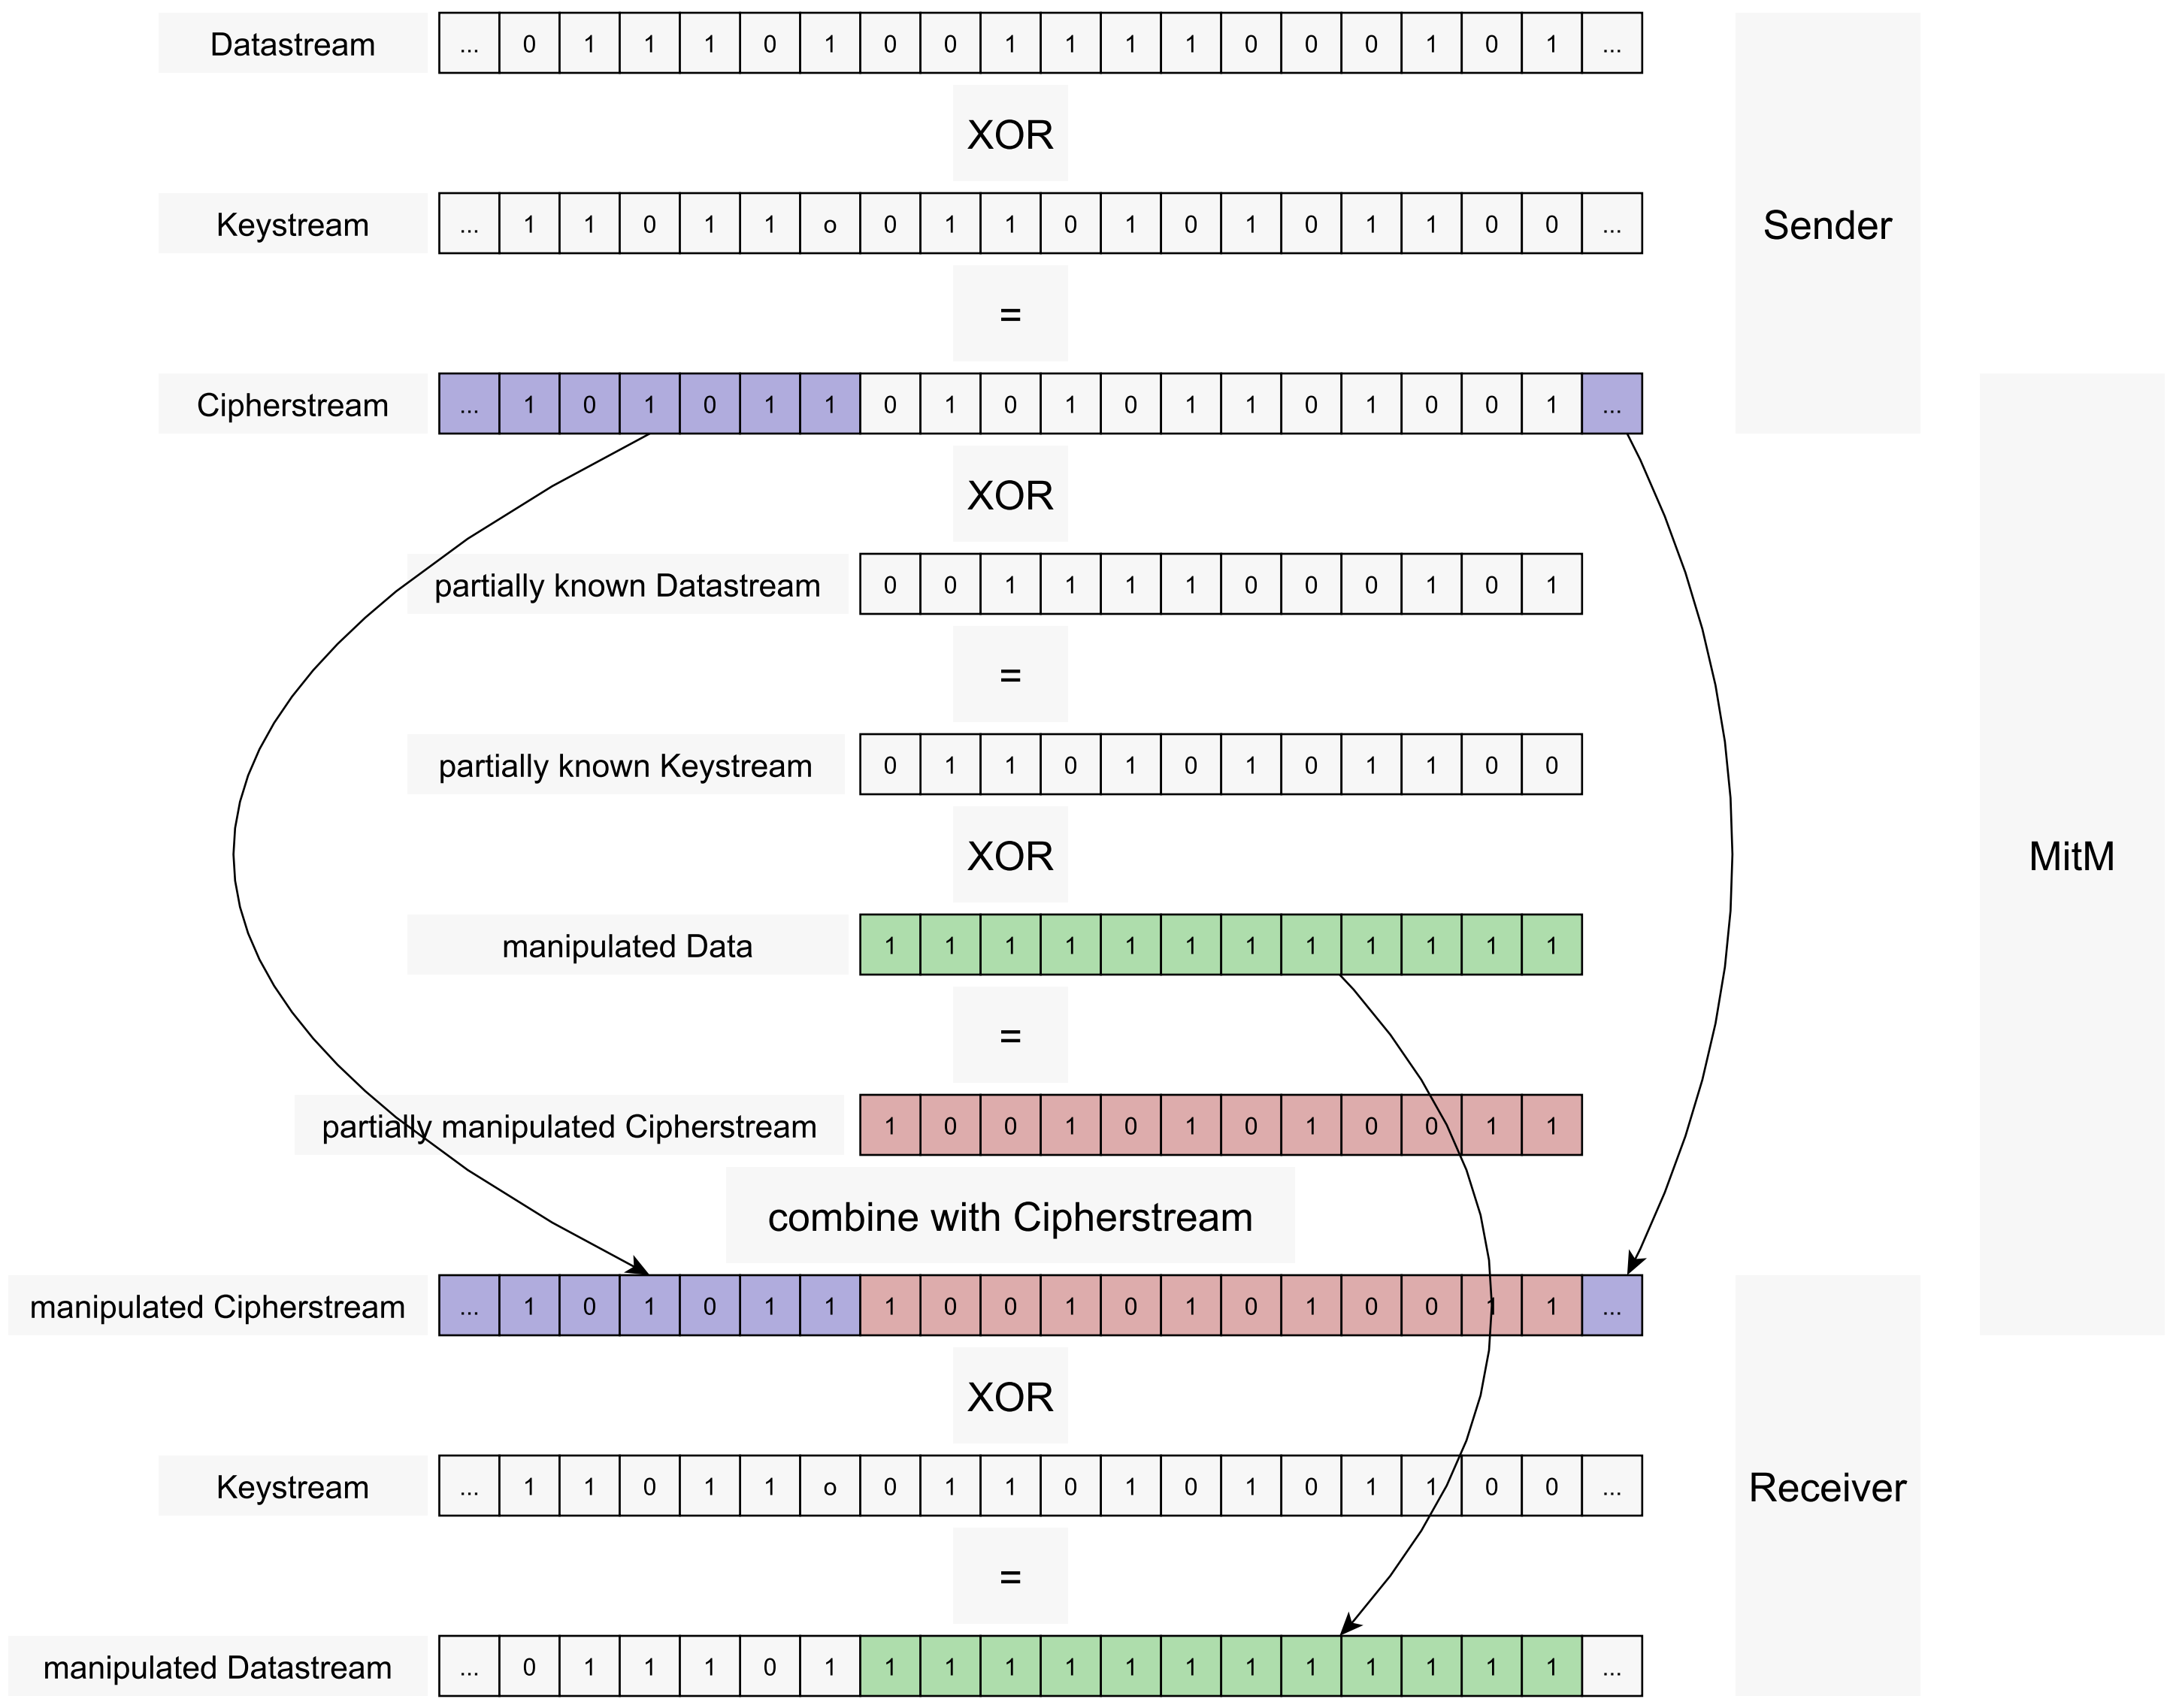 Datastream ... 0 1 1 1 0 1 0 0 1 1 1 1 0 0 0 1 0 1 ...
XOR
Keystream ... 1 1 0 1 1 o 0 1 1 0 1 0 1 0 1 1 0 0 ...
Sender
=
Cipherstream ... 1 0 1 0 1 1 0 1 0 1 0 1 1 0 1 0 0 1 ...
XOR
partially known Datastream 0 0 1 1 1 1 0 0 0 1 0 1
=
partially known Keystream 0 1 1 0 1 0 1 0 1 1 0 0
XOR
MitM
manipulated Data 1 1 1 1 1 1 1 1 1 1 1 1
=
partially manipulated Cipherstream 1 0 0 1 0 1 0 1 0 0 1 1
combine with Cipherstream
manipulated Cipherstream ... 1 0 1 0 1 1 1 0 0 1 0 1 0 1 0 0 1 1 ...
XOR
Keystream ... 1 1 0 1 1 o 0 1 1 0 1 0 1 0 1 1 0 0 ...
Receiver
=
manipulated Datastream ... 0 1 1 1 0 1 1 1 1 1 1 1 1 1 1 1 1 1 ...